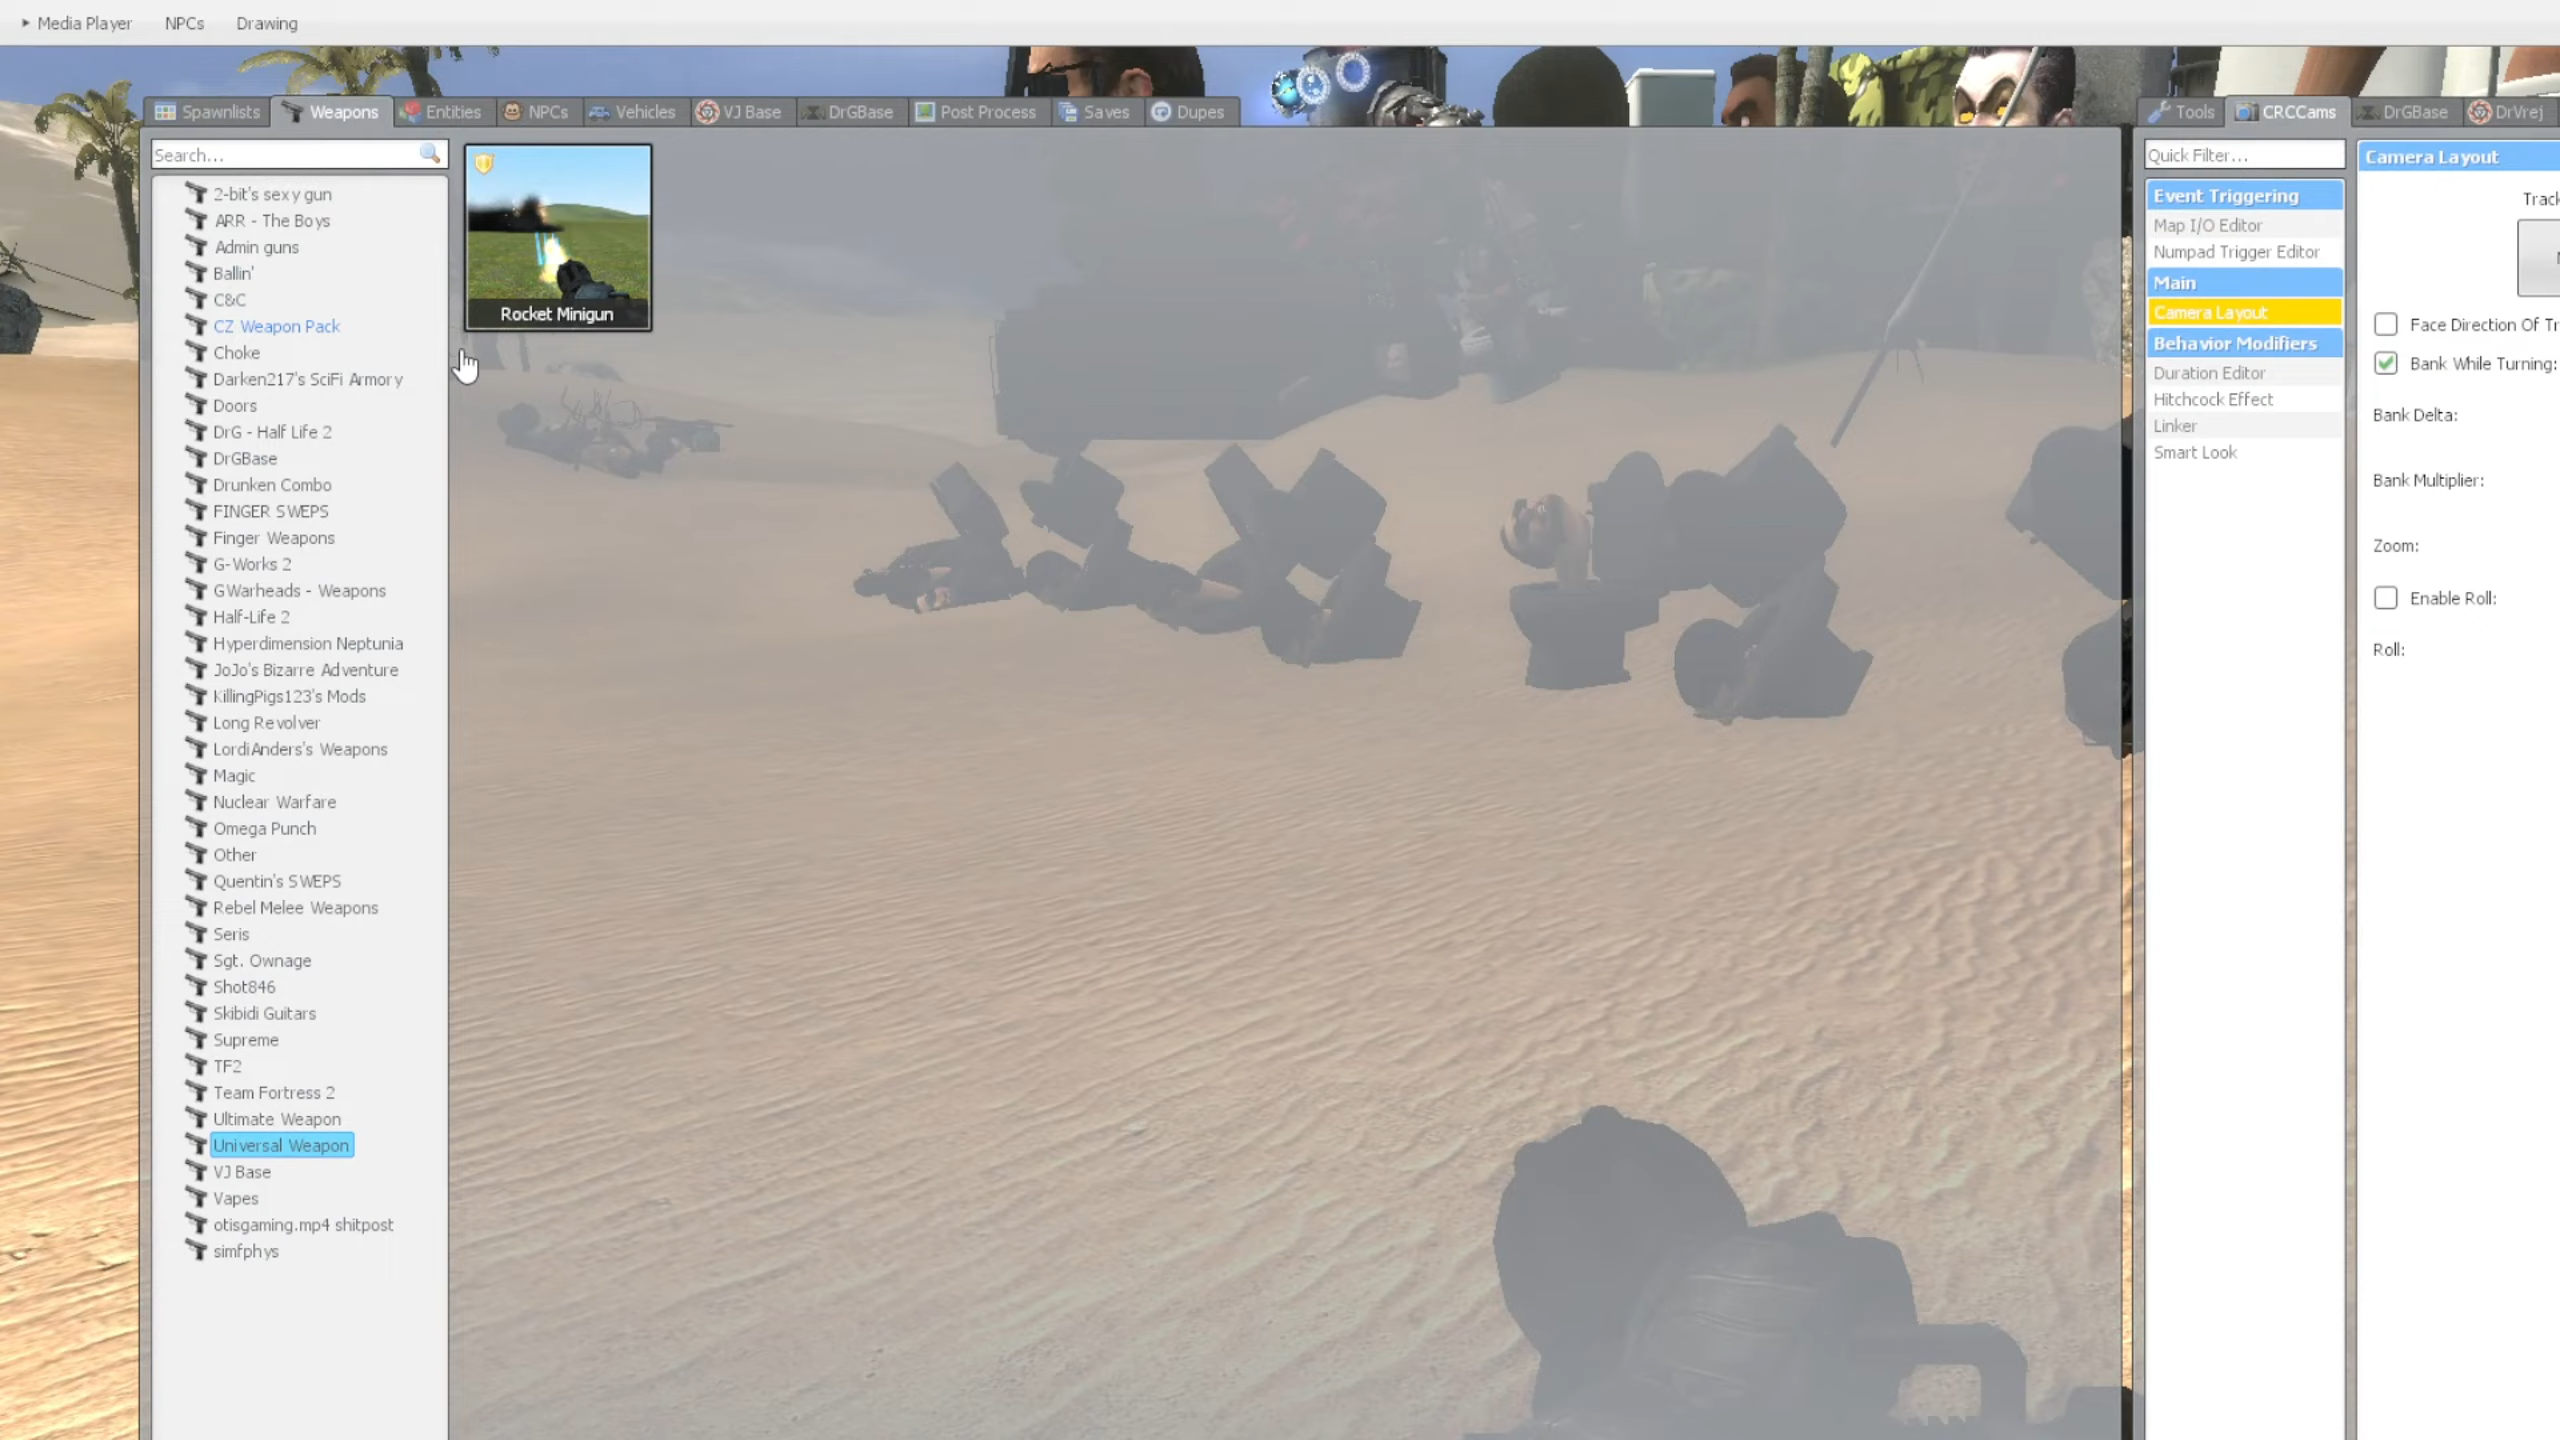 Media Player NPCs Drawing
Spawnlists Weapons Entities NPCs Vehicles VJ Base DrGBase Post Process Saves Dupes
Search...
2-bit's sexy gun
ARR - The Boys
Admin guns
Ballin'
C&C
CZ Weapon Pack
Choke
Darken217's SciFi Armory
Doors
DrG - Half Life 2
DrGBase
Drunken Combo
FINGER SWEPS
Finger Weapons
G-Works 2
GWarheads - Weapons
Half-Life 2
Hyperdimension Neptunia
JoJo's Bizarre Adventure
KillingPigs123's Mods
Long Revolver
LordiAnders's Weapons
Magic
Nuclear Warfare
Omega Punch
Other
Quentin's SWEPS
Rebel Melee Weapons
Seris
Sgt. Ownage
Shot846
Skibidi Guitars
Supreme
TF2
Team Fortress 2
Ultimate Weapon
Universal Weapon
VJ Base
Vapes
otisgaming.mp4 shitpost
simfphys
Rocket Minigun
Tools CRCCams DrGBase DrVrej
Quick Filter...
Event Triggering
Map I/O Editor
Numpad Trigger Editor
Main
Camera Layout
Behavior Modifiers
Duration Editor
Hitchcock Effect
Linker
Smart Look
Camera Layout
Track
Face Direction Of Tr
Bank While Turning:
Bank Delta:
Bank Multiplier:
Zoom:
Enable Roll:
Roll: